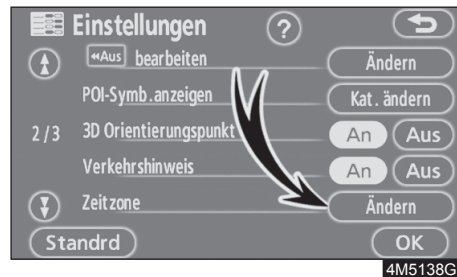 Einstellungen ?
◂◂Aus bearbeiten Ändern
POI-Symb.anzeigen Kat. ändern
2/3 3D Orientierungspunkt An Aus
Verkehrshinweis An Aus
Zeitzone Ändern
Standrd OK
4M5138G